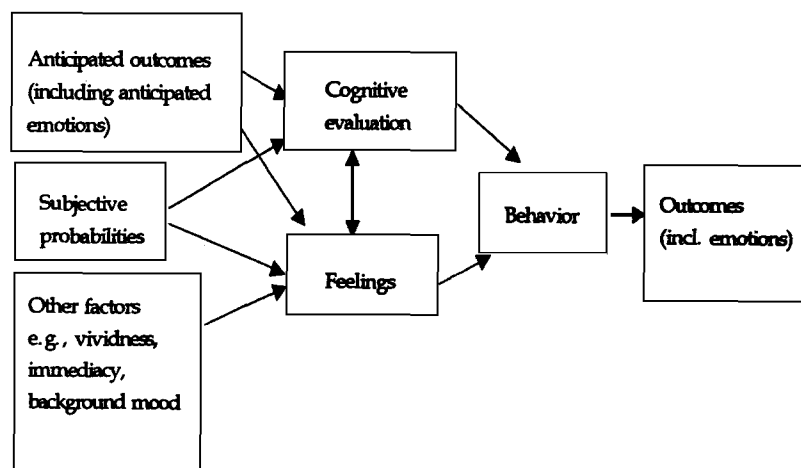 Anticipated outcomes
(including anticipated
emotions)
Cognitive
evaluation
Subjective
probabilities
Feelings
Behavior
Outcomes
(incl. emotions)
Other factors
e.g., vividness,
immediacy,
background mood